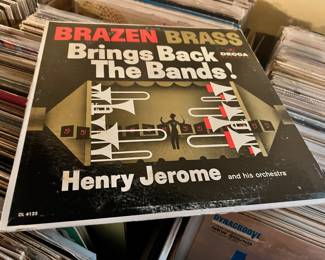 BRAZEN BRASS
Brings Back
DECCA
The Bands!
Henry Jerome and his orchestra
DL 4125
DYNAGROOVE